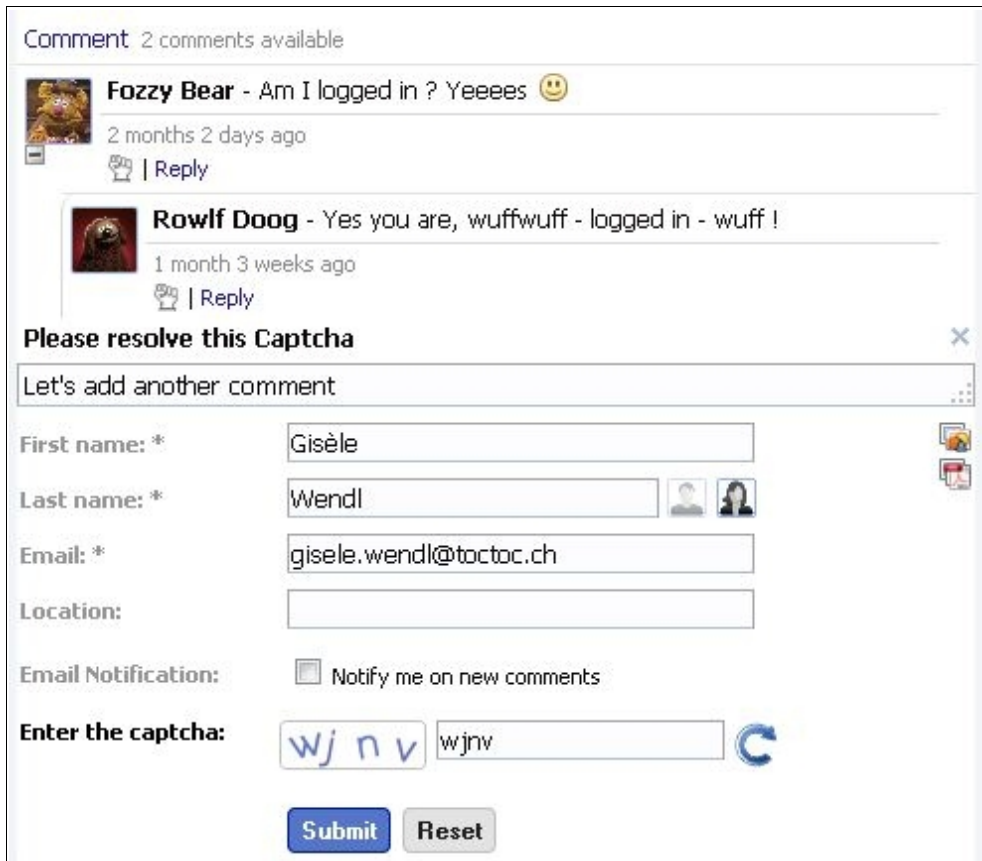 Comment 2 comments available
Fozzy Bear - Am I logged in ? Yeeees
2 months 2 days ago
| Reply
Rowlf Doog - Yes you are, wuffwuff - logged in - wuff !
1 month 3 weeks ago
| Reply
Please resolve this Captcha
Let's add another comment
First name: * Gisèle
Last name: * Wendl
Email: * gisele.wendl@toctoc.ch
Location:
Email Notification: Notify me on new comments
Enter the captcha: wj n v wjnv
Submit Reset